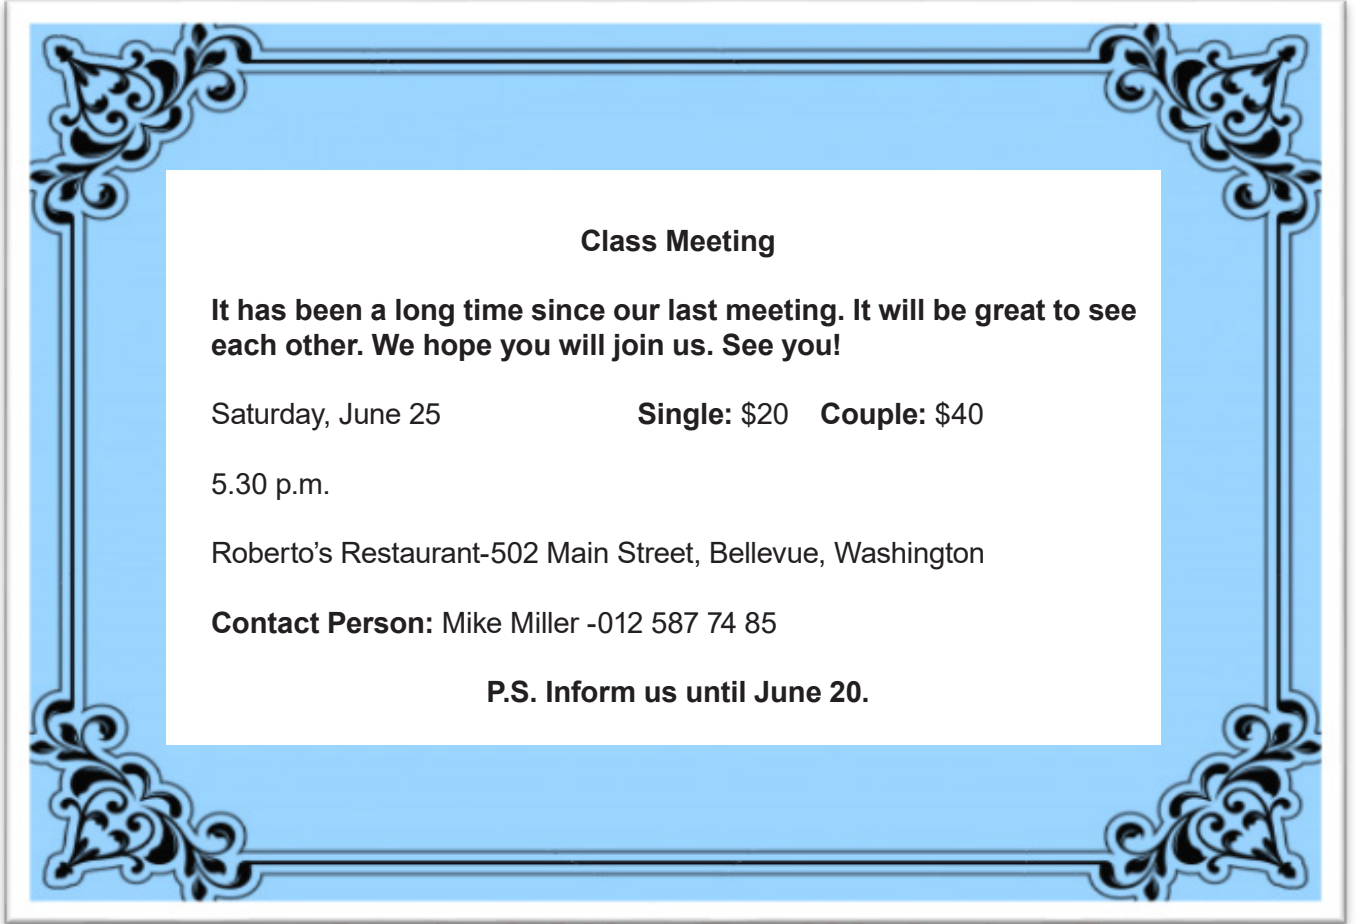 Class Meeting
It has been a long time since our last meeting. It will be great to see
each other. We hope you will join us. See you!
Saturday, June 25 Single: $20 Couple: $40
5.30 p.m.
Roberto’s Restaurant-502 Main Street, Bellevue, Washington
Contact Person: Mike Miller -012 587 74 85
P.S. Inform us until June 20.